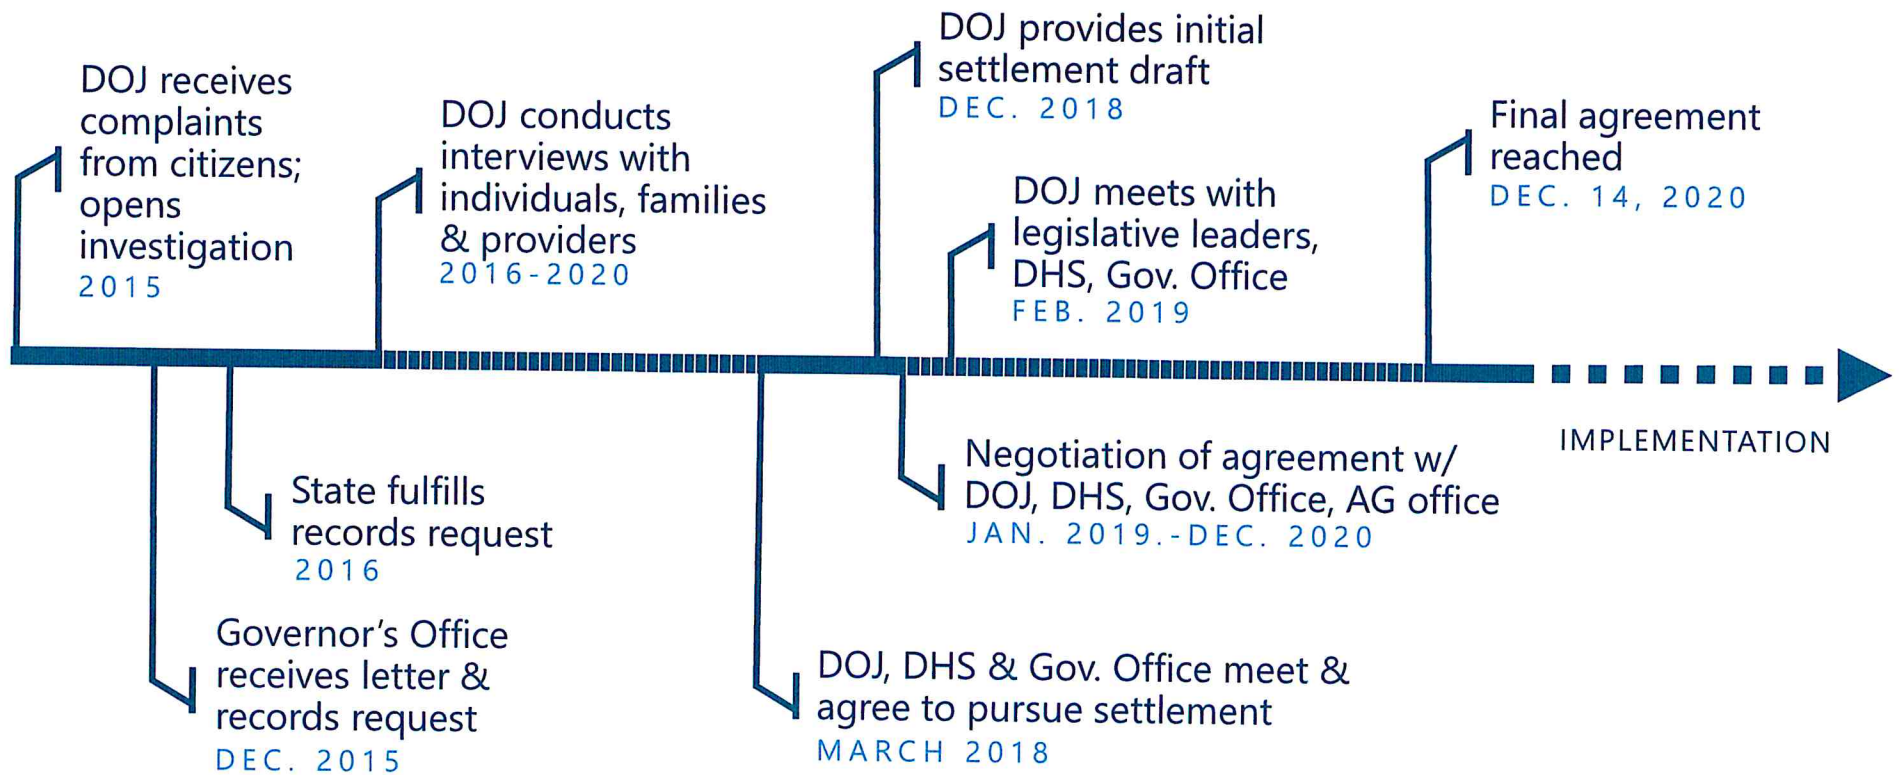 DOJ receives
complaints
from citizens;
opens
investigation
2015
DOJ conducts
interviews with
individuals, families
& providers
2016-2020
DOJ provides initial
settlement draft
DEC. 2018
DOJ meets with
legislative leaders,
DHS, Gov. Office
FEB. 2019
Final agreement
reached
DEC. 14, 2020
IMPLEMENTATION
State fulfills
records request
2016
Governor's Office
receives letter &
records request
DEC. 2015
Negotiation of agreement w/
DOJ, DHS, Gov. Office, AG office
JAN. 2019.-DEC. 2020
DOJ, DHS & Gov. Office meet &
agree to pursue settlement
MARCH 2018